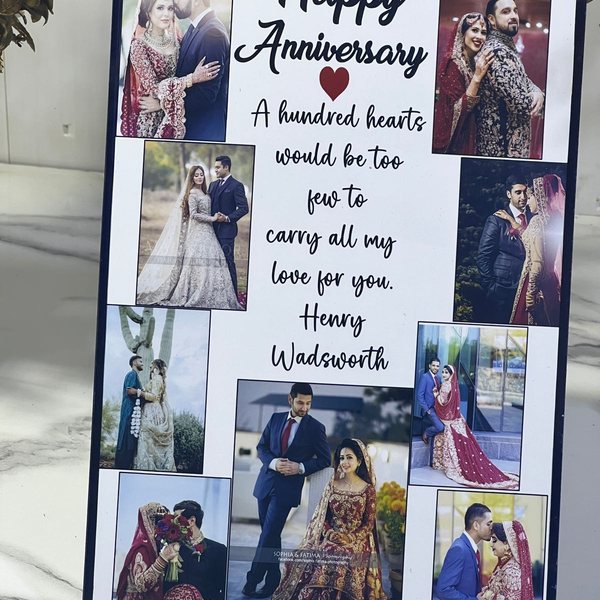 Happy
Anniversary
A hundred hearts
would be too
few to
carry all my
love for you.
Henry
Wadsworth
SOPHIA & FATIMA